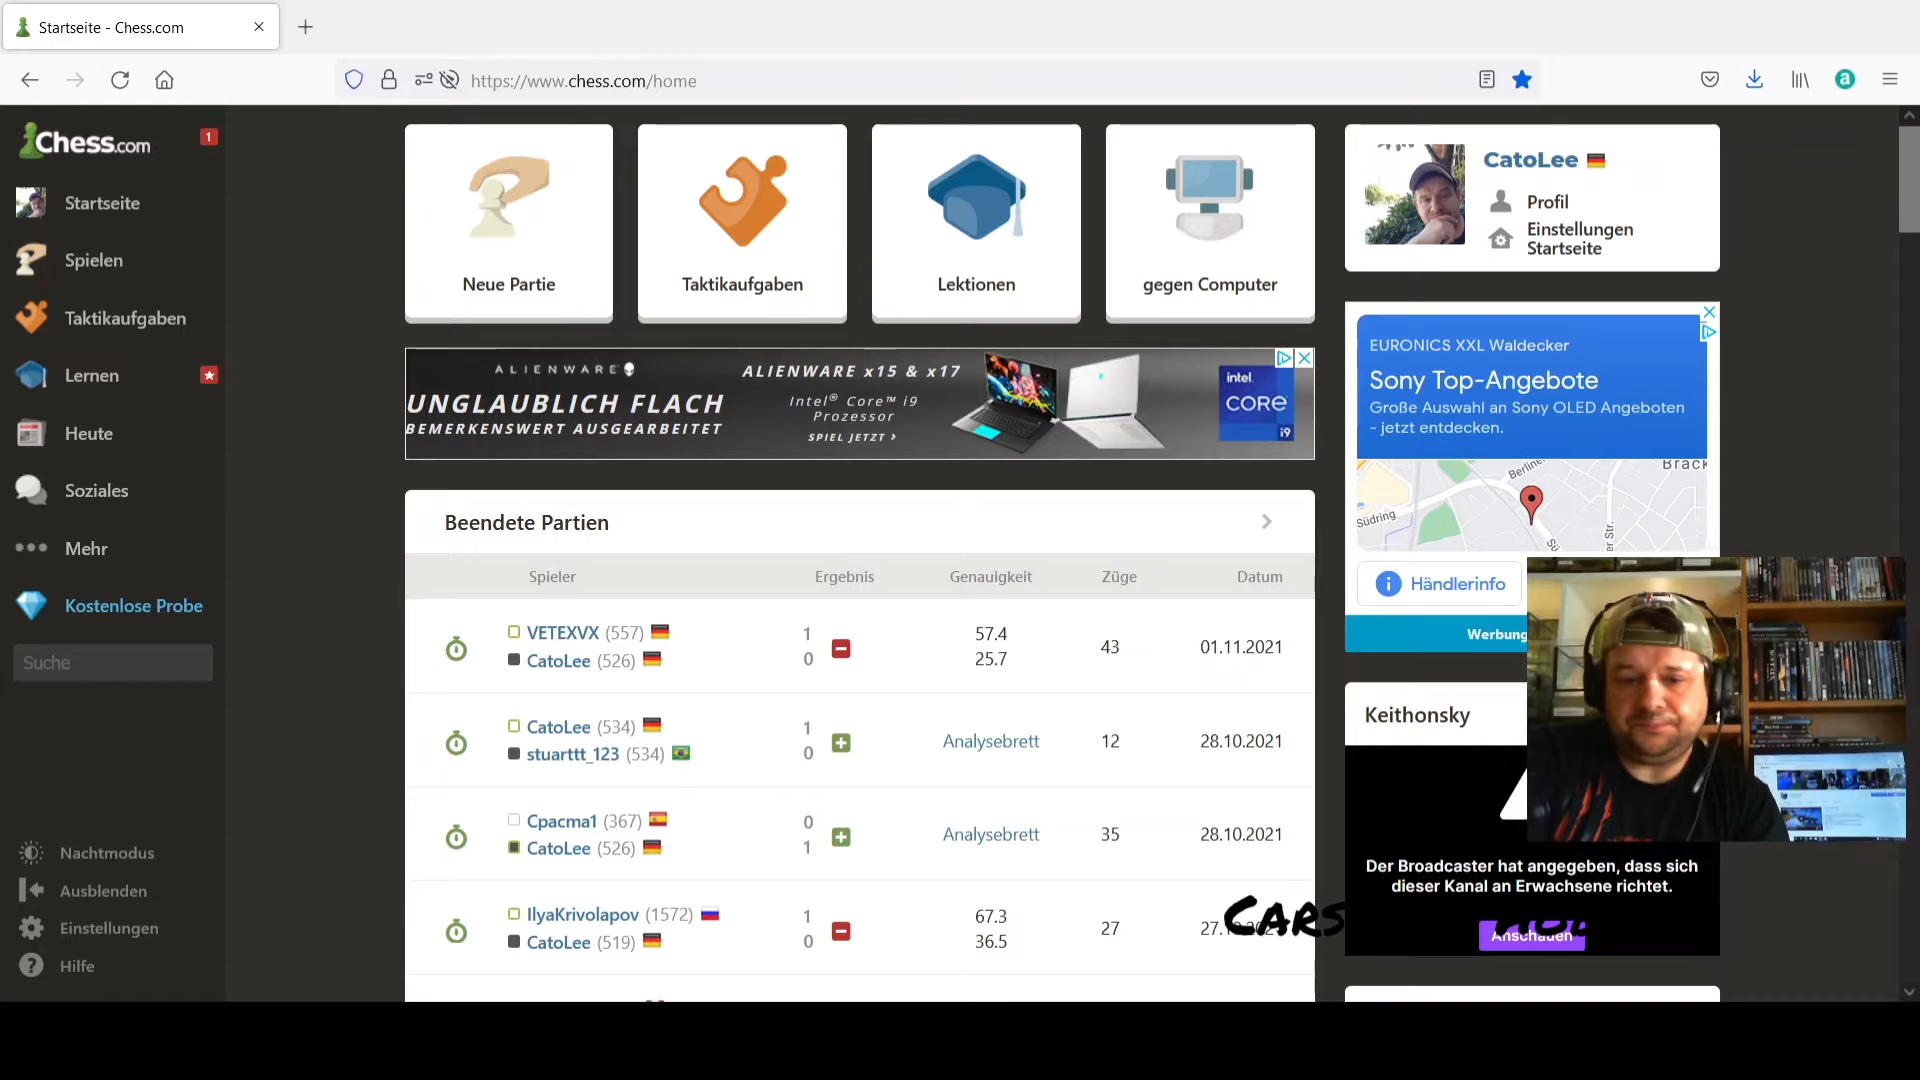 Startseite - Chess.com
https://www.chess.com/home
Chess.com
1
Startseite
Spielen
Taktikaufgaben
Lernen
Heute
Soziales
Mehr
Kostenlose Probe
Suche
Nachtmodus
Ausblenden
Einstellungen
Hilfe
Neue Partie
Taktikaufgaben
Lektionen
gegen Computer
ALIENWARE
UNGLAUBLICH FLACH
BEMERKENSWERT AUSGEARBEITET
ALIENWARE x15 & x17
Intel® Core™ i9
Prozessor
SPIEL JETZT ›
intel.
CORE
i9
Beendete Partien
Spieler Ergebnis Genauigkeit Züge Datum
VETEXVX (557) 1 57.4
CatoLee (526) 0 25.7
43 01.11.2021
CatoLee (534) 1
stuarttt_123 (534) 0
Analysebrett 12 28.10.2021
Cpacma1 (367) 0
CatoLee (526) 1
Analysebrett 35 28.10.2021
IlyaKrivolapov (1572) 1 67.3
CatoLee (519) 0 36.5
27
CatoLee
Profil
Einstellungen
Startseite
EURONICS XXL Waldecker
Sony Top-Angebote
Große Auswahl an Sony OLED Angeboten
- jetzt entdecken.
Südring
Händlerinfo
Werbung
Keithonsky
Der Broadcaster hat angegeben, dass sich
dieser Kanal an Erwachsene richtet.
Anschauen
a